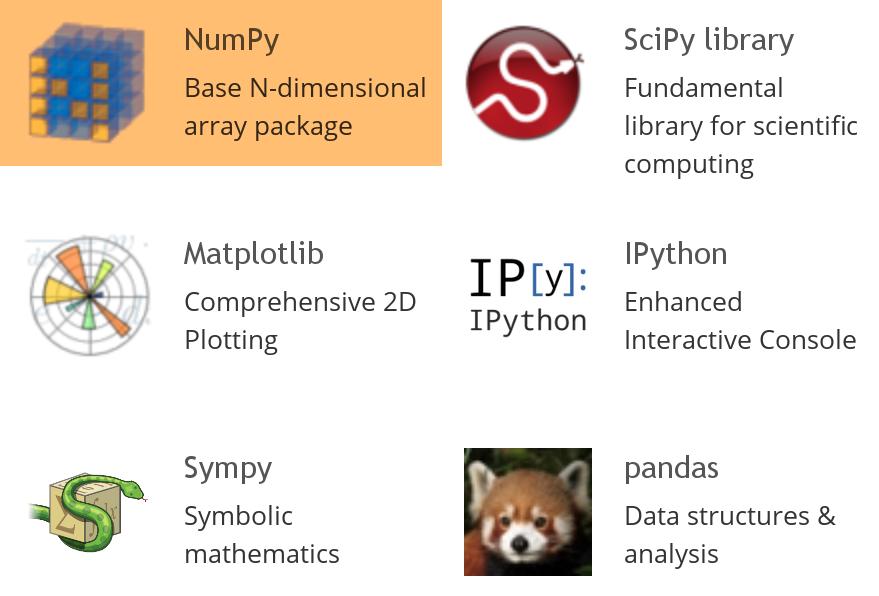 NumPy
Base N-dimensional
array package
SciPy library
Fundamental
library for scientific
computing
Matplotlib
Comprehensive 2D
Plotting
IP[y]:
IPython
IPython
Enhanced
Interactive Console
Sympy
Symbolic
mathematics
pandas
Data structures &
analysis